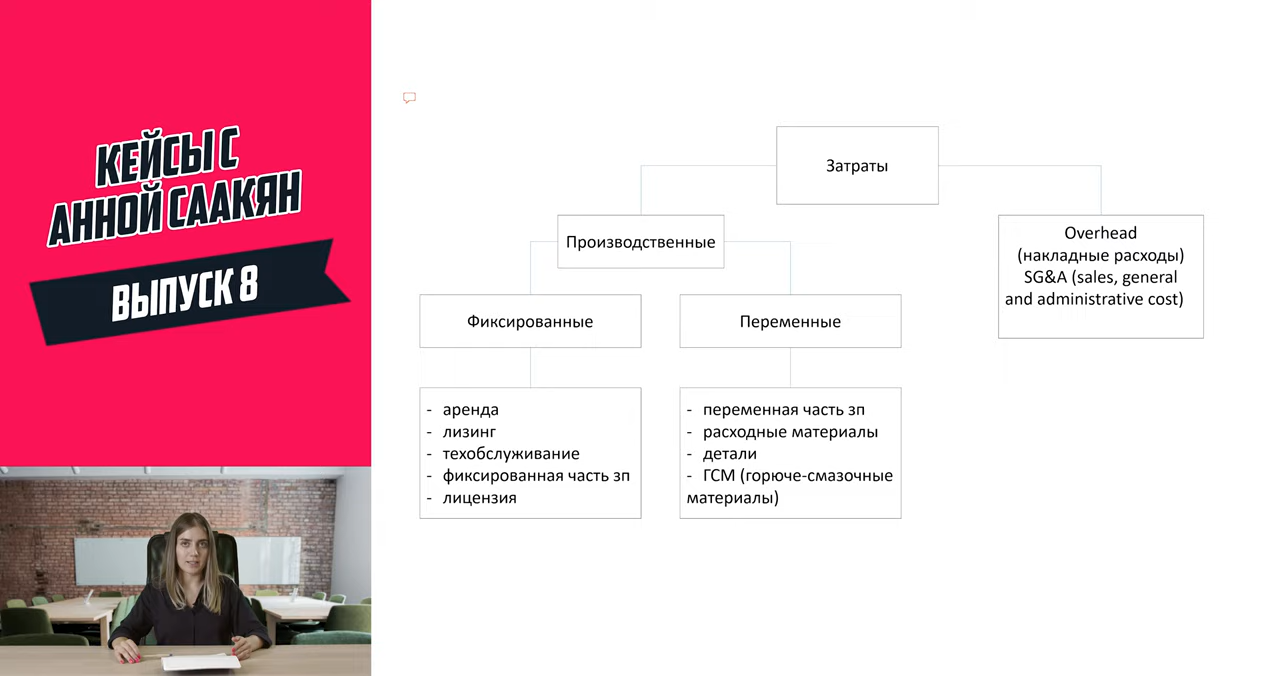 КЕЙСЫ С
АННОЙ СААКЯН
ВЫПУСК 8
Затраты
Производственные
Overhead
(накладные расходы)
SG&A (sales, general
and administrative cost)
Фиксированные
Переменные
- аренда
- лизинг
- техобслуживание
- фиксированная часть зп
- лицензия
- переменная часть зп
- расходные материалы
- детали
- ГСМ (горюче-смазочные
материалы)